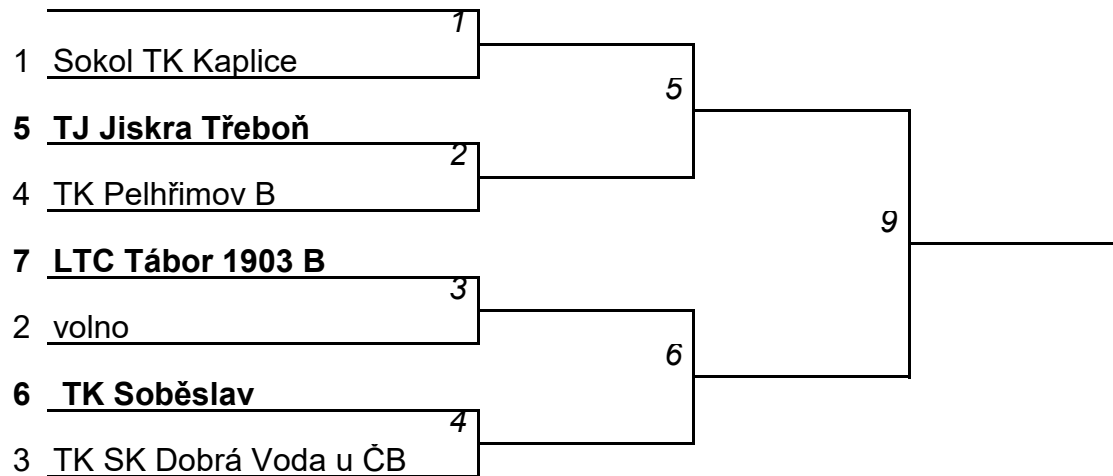 1
1 Sokol TK Kaplice
5
5 TJ Jiskra Třeboň
2
4 TK Pelhřimov B
9
7 LTC Tábor 1903 B
3
2 volno
6
6 TK Soběslav
4
3 TK SK Dobrá Voda u ČB